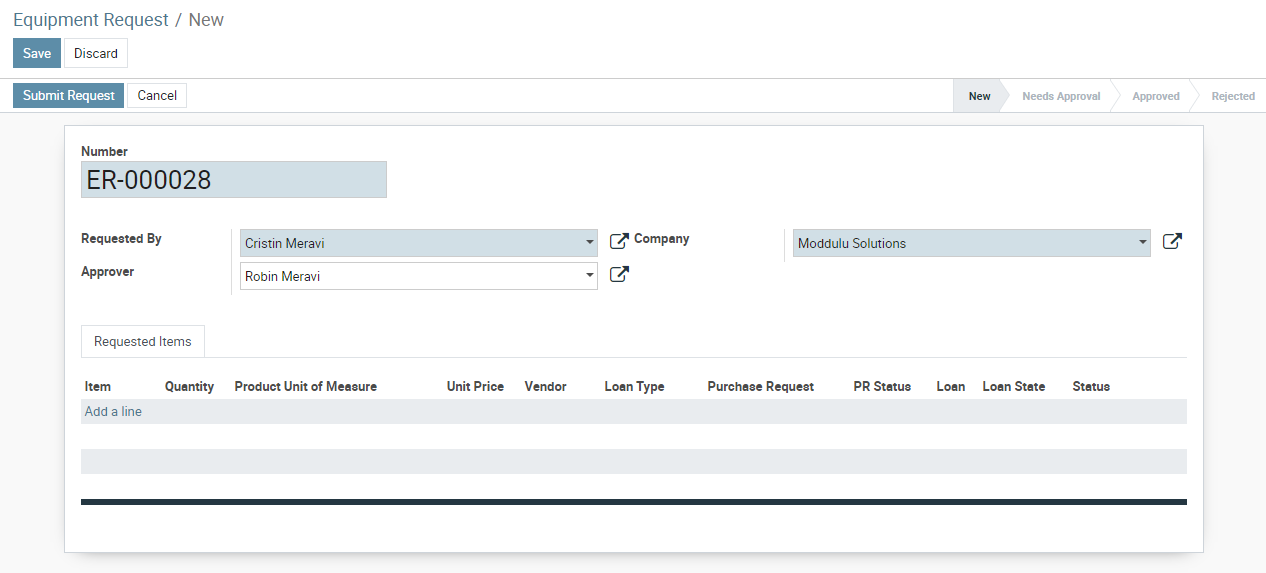 Equipment Request / New
Save Discard
Submit Request Cancel New Needs Approval Approved Rejected
Number
ER-000028
Requested By Cristin Meravi Company Moddulu Solutions
Approver Robin Meravi
Requested Items
Item Quantity Product Unit of Measure Unit Price Vendor Loan Type Purchase Request PR Status Loan Loan State Status
Add a line